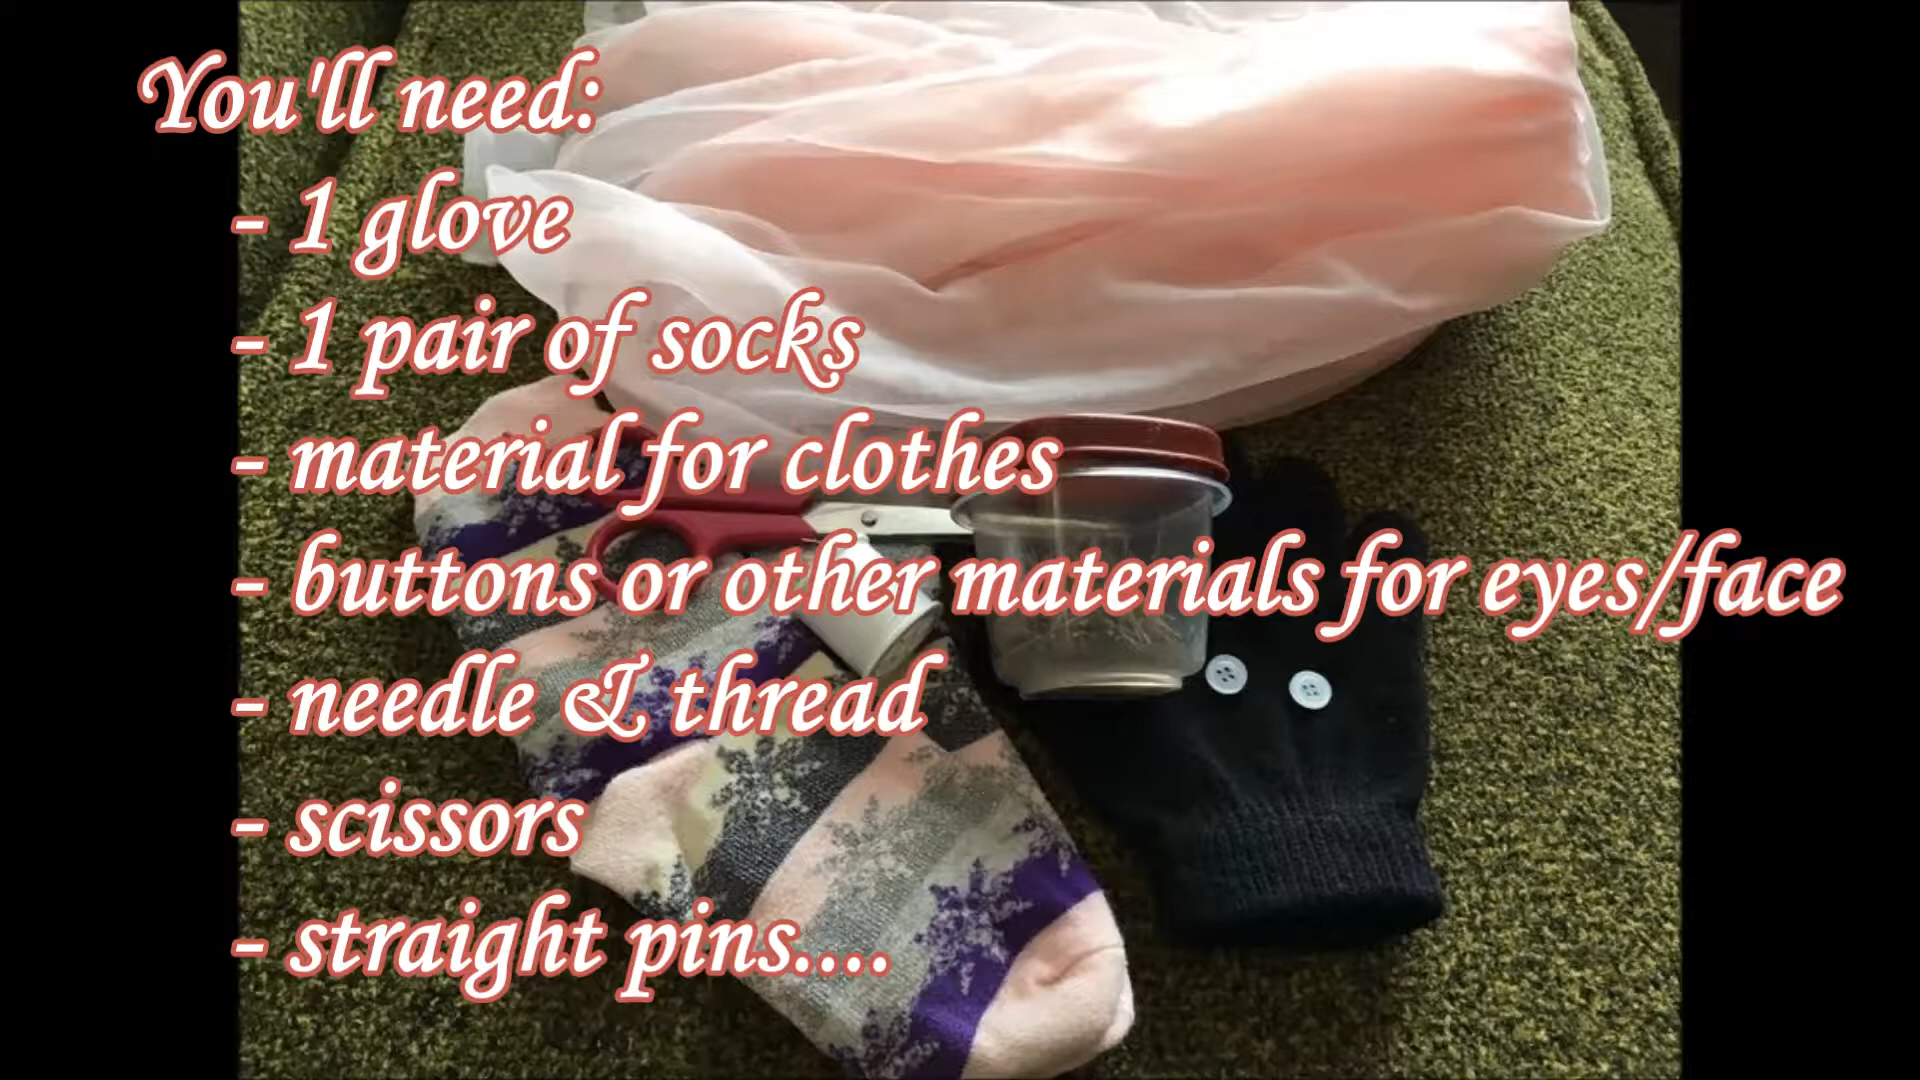 You'll need:
- 1 glove
- 1 pair of socks
- material for clothes
- buttons or other materials for eyes/face
- needle & thread
- scissors
- straight pins....